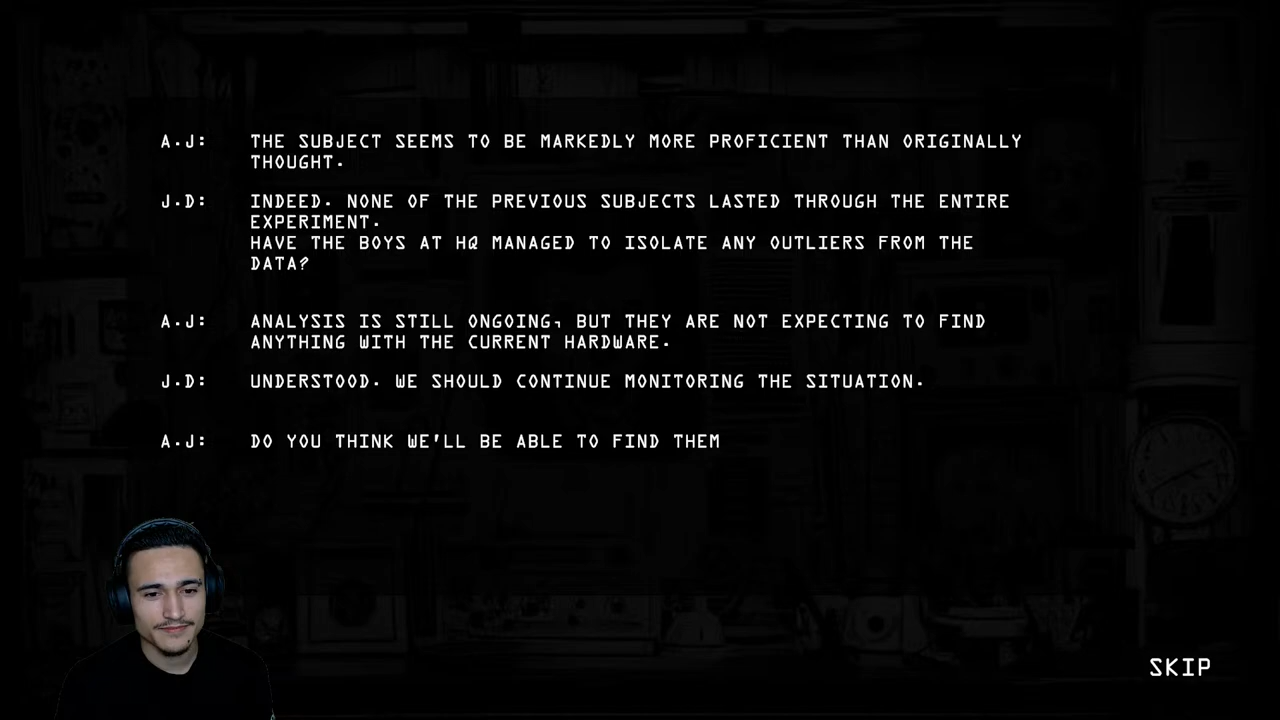 A.J: THE SUBJECT SEEMS TO BE MARKEDLY MORE PROFICIENT THAN ORIGINALLY
THOUGHT.
J.D: INDEED. NONE OF THE PREVIOUS SUBJECTS LASTED THROUGH THE ENTIRE
EXPERIMENT.
HAVE THE BOYS AT HQ MANAGED TO ISOLATE ANY OUTLIERS FROM THE
DATA?
A.J: ANALYSIS IS STILL ONGOING, BUT THEY ARE NOT EXPECTING TO FIND
ANYTHING WITH THE CURRENT HARDWARE.
J.D: UNDERSTOOD. WE SHOULD CONTINUE MONITORING THE SITUATION.
A.J: DO YOU THINK WE'LL BE ABLE TO FIND THEM
SKIP